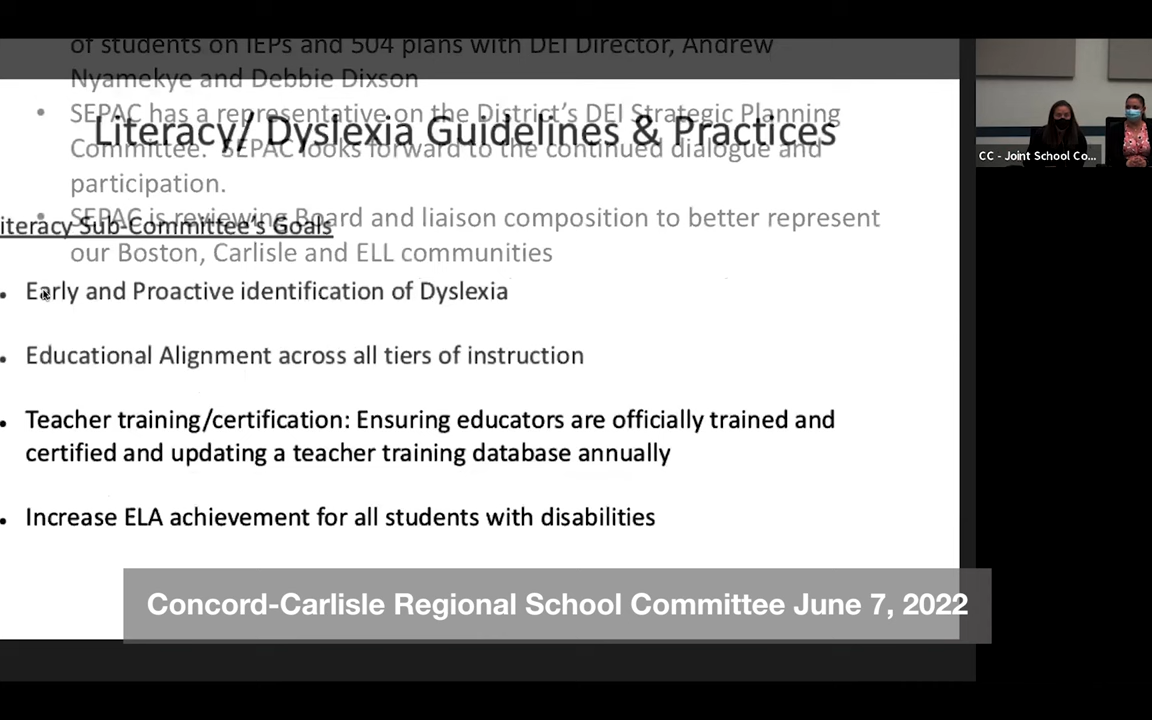 of students on IEPs and 504 plans with DEI Director, Andrew
Nyamekye and Debbie Dixson
• SEPAC has a representative on the District's DEI Strategic Planning
Literacy/ Dyslexia Guidelines & Practices
Committee. SEPAC looks forward to the continued dialogue and
participation.
• SEPAC is reviewing Board and liaison composition to better represent
iteracy Sub-Committee's Goals
our Boston, Carlisle and ELL communities
• Early and Proactive identification of Dyslexia
• Educational Alignment across all tiers of instruction
• Teacher training/certification: Ensuring educators are officially trained and
certified and updating a teacher training database annually
• Increase ELA achievement for all students with disabilities
Concord-Carlisle Regional School Committee June 7, 2022
CC - Joint School Co...